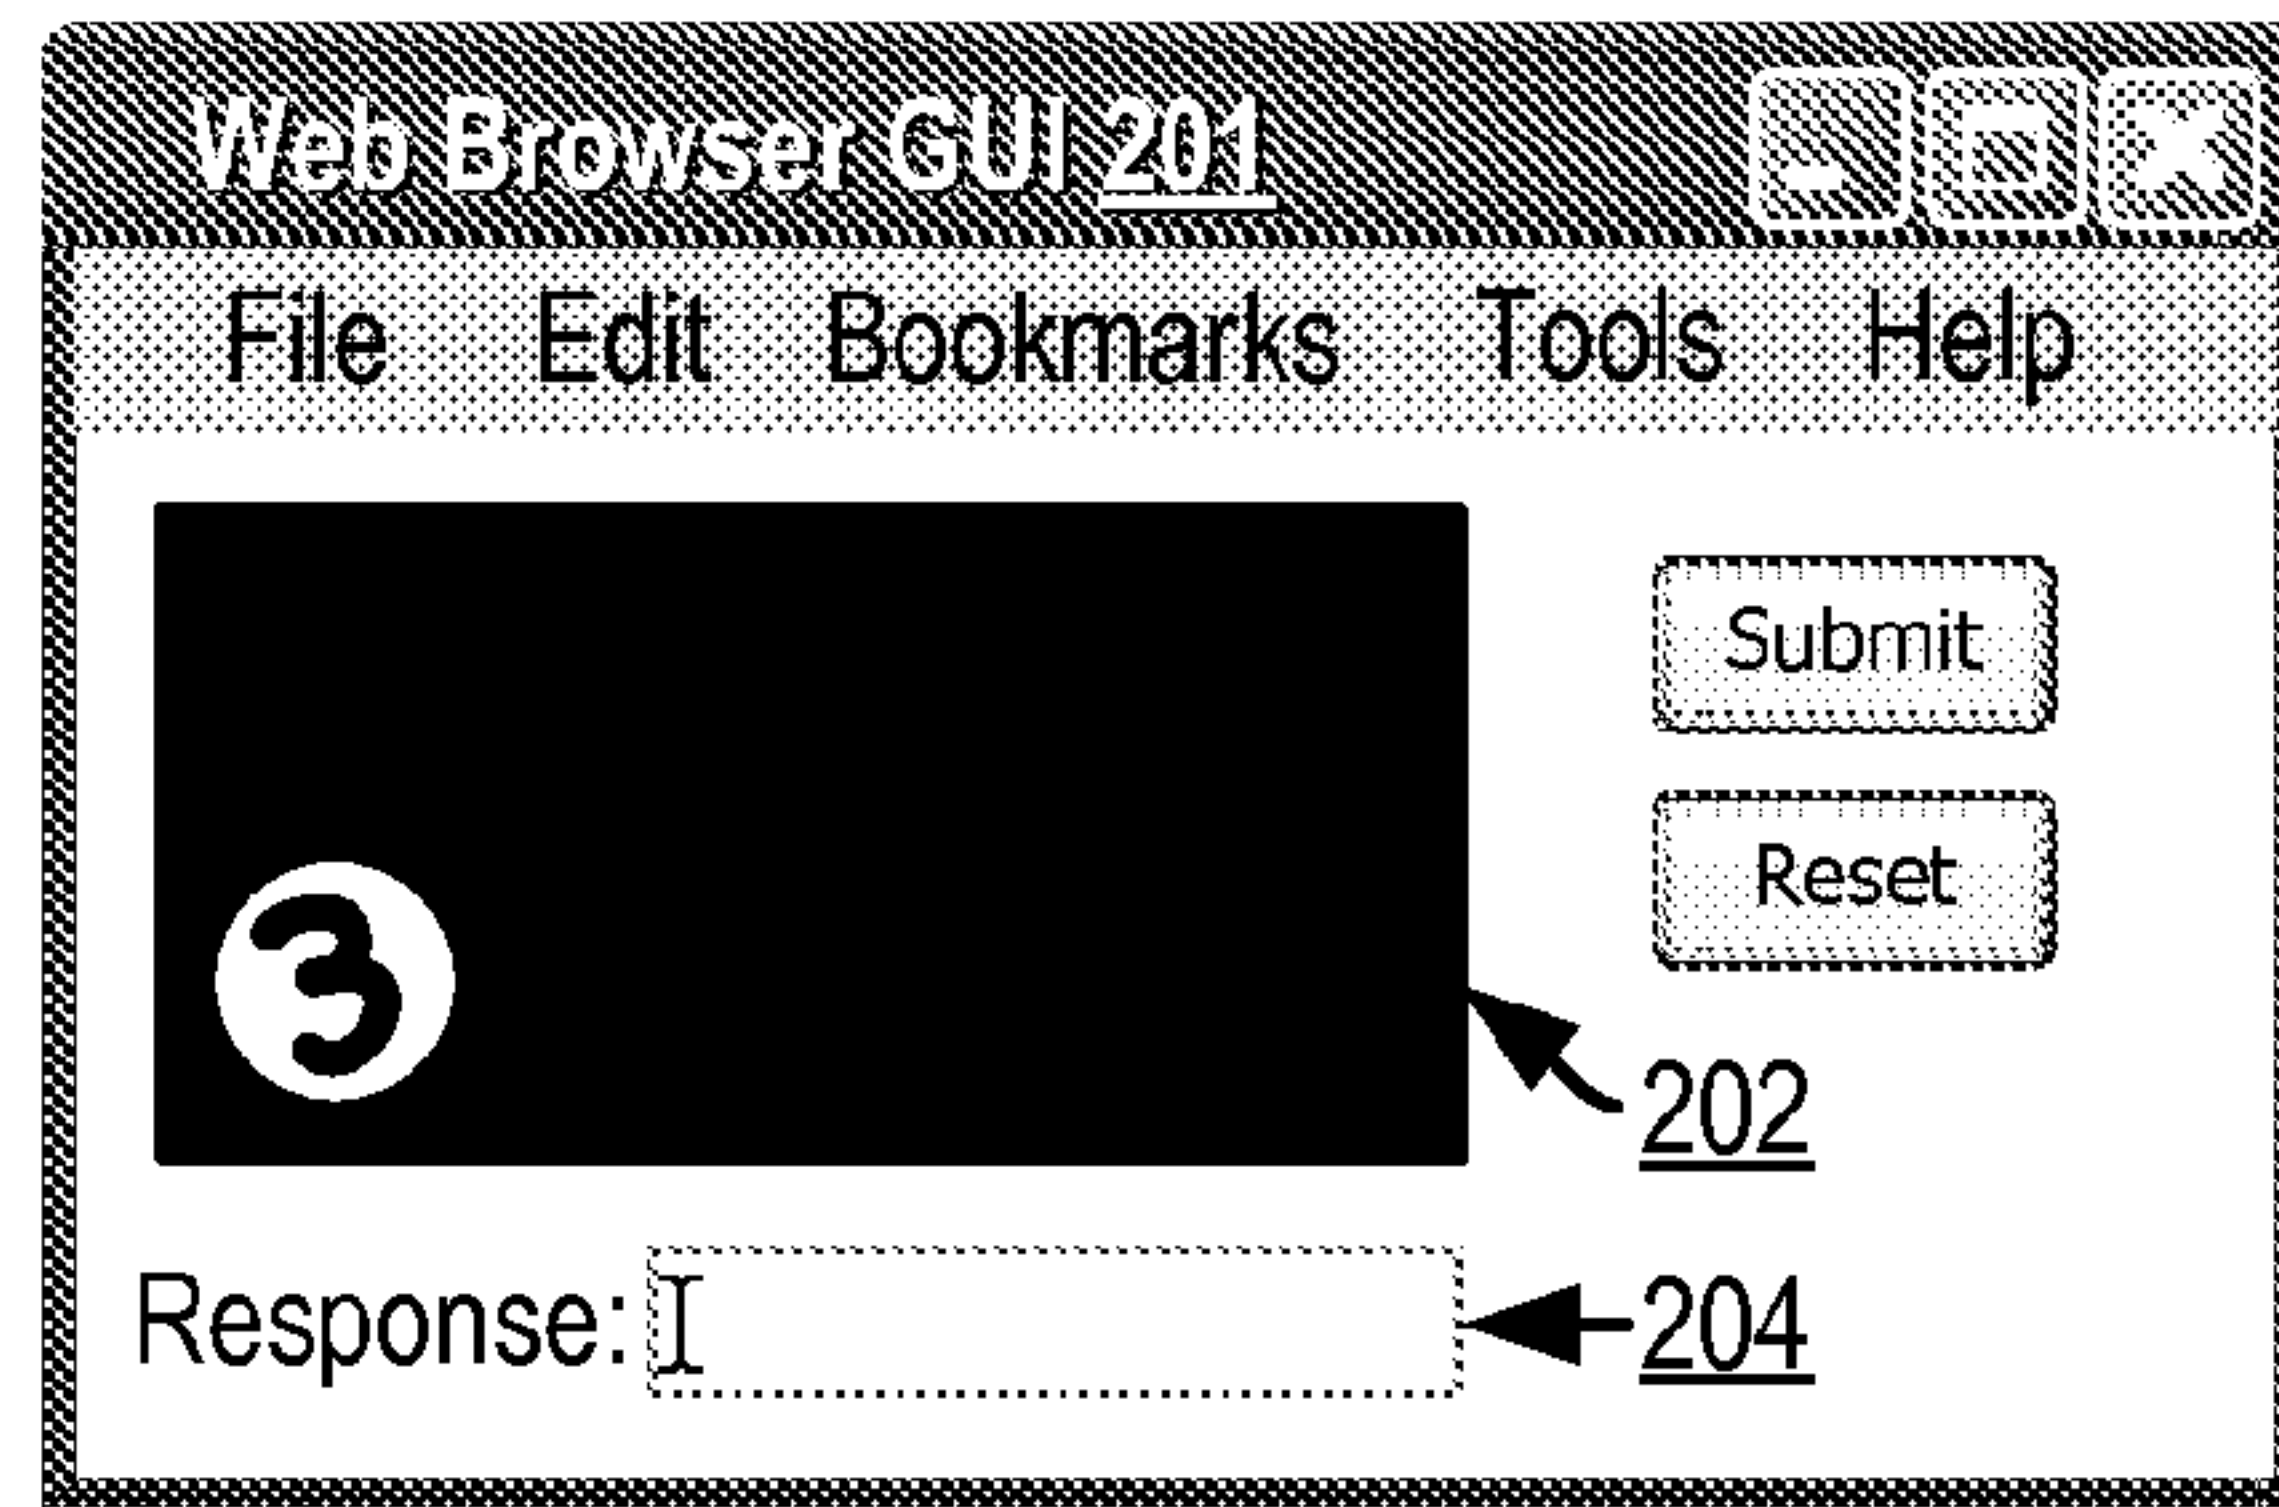 Web Browser GUI 201
File Edit Bookmarks Tools Help
Submit
Reset
3
202
Response: 204